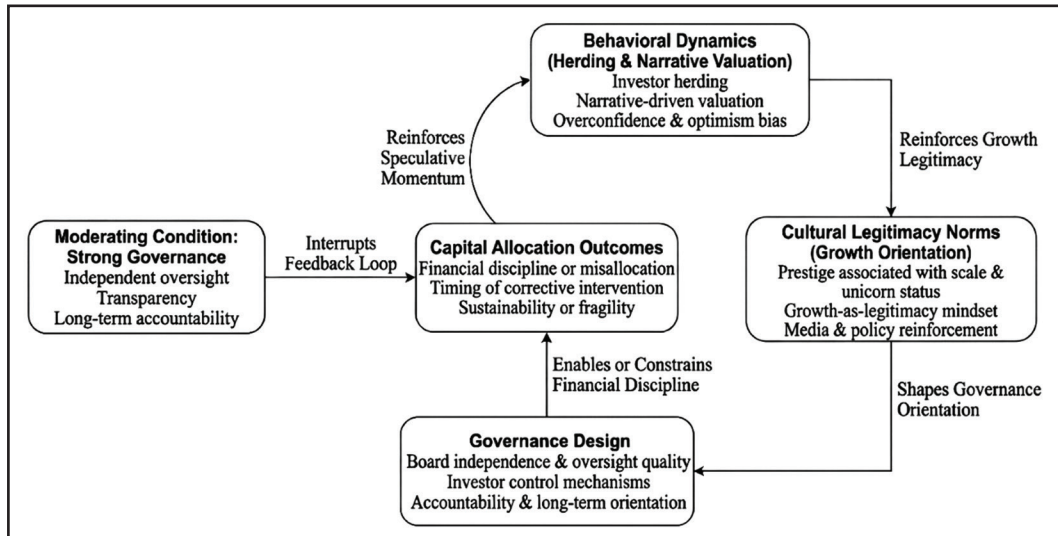 Behavioral Dynamics
(Herding & Narrative Valuation)
Investor herding
Narrative-driven valuation
Overconfidence & optimism bias
Reinforces
Speculative
Momentum
Reinforces Growth
Legitimacy
Moderating Condition:
Strong Governance
Independent oversight
Transparency
Long-term accountability
Interrupts
Feedback Loop
Capital Allocation Outcomes
Financial discipline or misallocation
Timing of corrective intervention
Sustainability or fragility
Cultural Legitimacy Norms
(Growth Orientation)
Prestige associated with scale &
unicorn status
Growth-as-legitimacy mindset
Media & policy reinforcement
Enables or Constrains
Financial Discipline
Shapes Governance
Orientation
Governance Design
Board independence & oversight quality
Investor control mechanisms
Accountability & long-term orientation